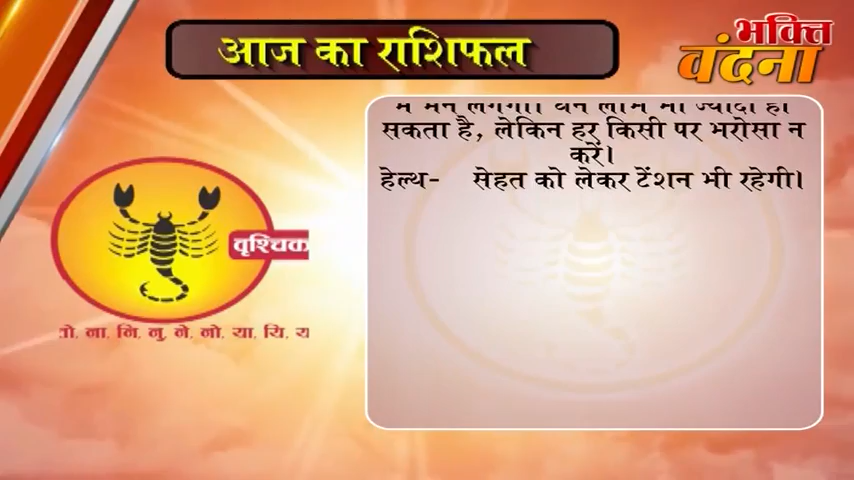 आज का राशिफल
भक्ति
वंदना
सकता है, लेकिन हर किसी पर भरोसा न
करें।
हेल्थ- सेहत को लेकर टेंशन भी रहेगी।
वृश्चिक
ना, नि, नु, ने, नो, या, यि,